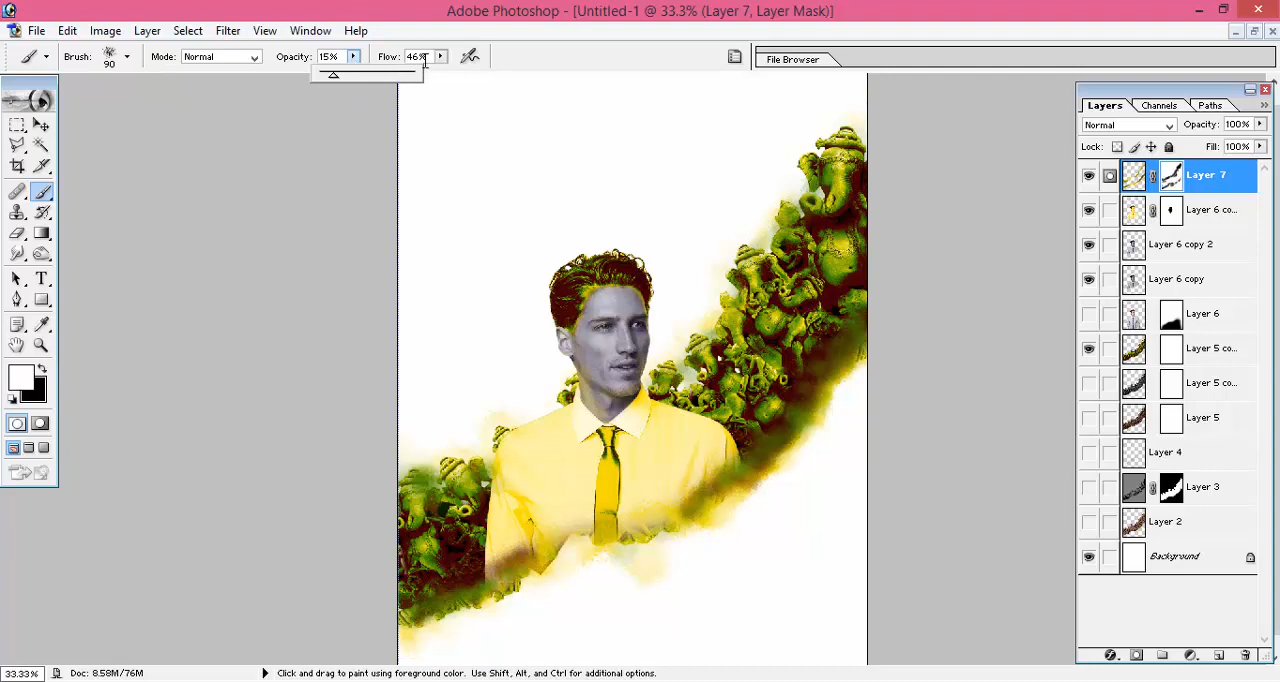 Adobe Photoshop - [Untitled-1 @ 33.3% (Layer 7, Layer Mask)]
File Edit Image Layer Select Filter View Window Help
Brush: 90 Mode: Normal Opacity: 15% Flow: 46% File Browser
Layers Channels Paths
Normal Opacity: 100%
Lock: Fill: 100%
Layer 7
Layer 6 co...
Layer 6 copy 2
Layer 6 copy
Layer 6
Layer 5 co...
Layer 5 co...
Layer 5
Layer 4
Layer 3
Layer 2
Background
33.33% Doc: 8.58M/76M Click and drag to paint using foreground color. Use Shift, Alt, and Ctrl for additional options.